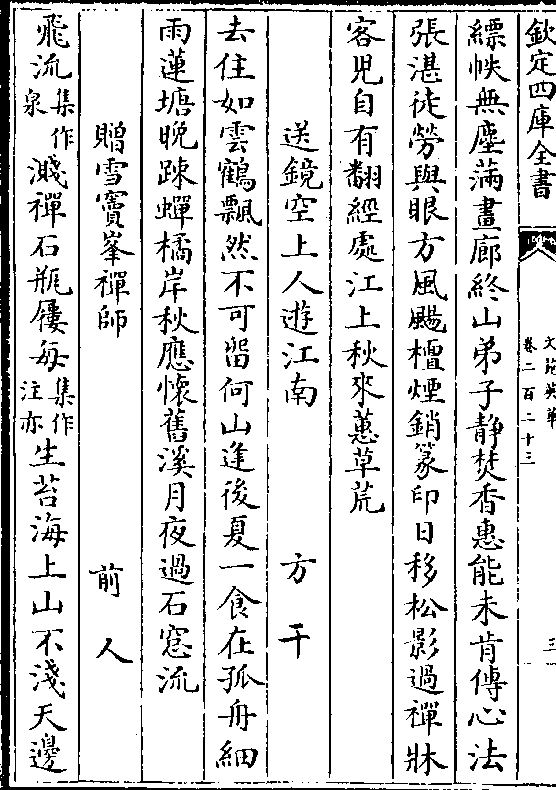 欽定四庫全書
文苑英華
卷二百二十三
三
縹帙無塵滿畫廊終山弟子靜焚香惠能未肯傳心法
張湛徒勞與眼方風颺檀煙銷篆印日移松影過禪牀
客兒自有翻經處江上秋來蕙草荒
送鏡空上人遊江南
方干
去住如雲鶴飄然不可留何山逢後夏一食在孤舟細
雨蓮塘晚踈蟬橘岸秋應懷舊溪月夜過石窓流
贈雪竇峯禪師
前人
飛流集作泉濺禪石瓶屨每集作注亦生苔海上山不淺天邊